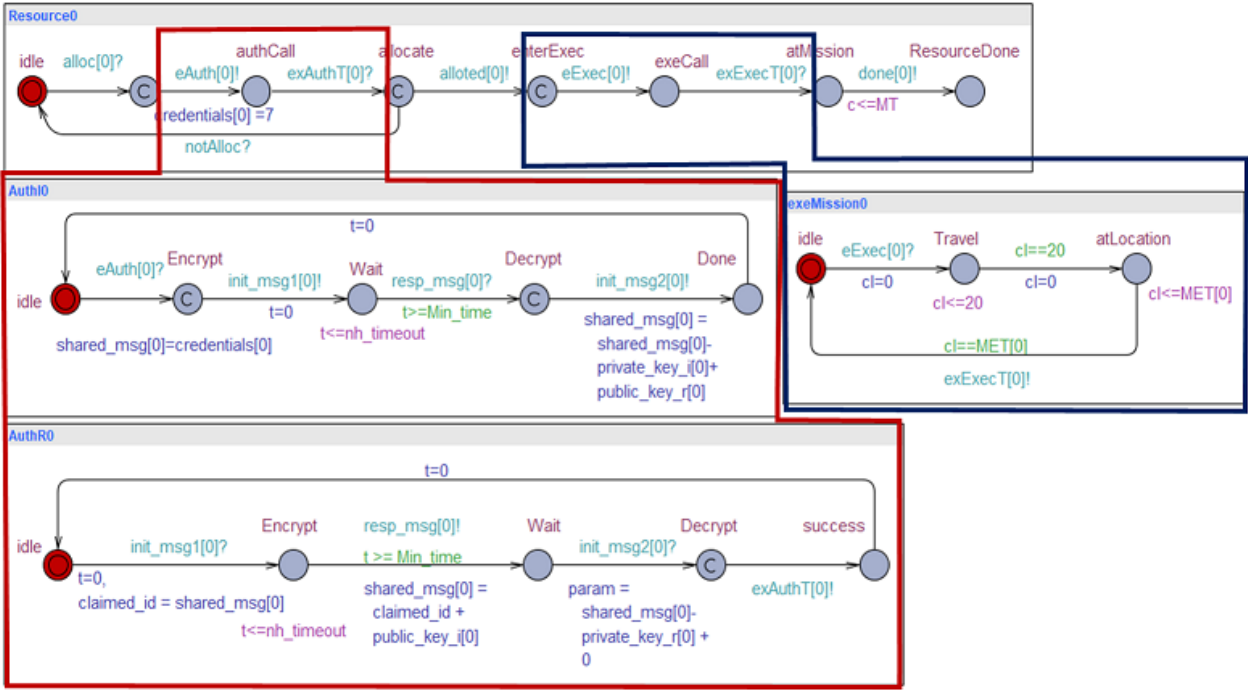 Resource0
idle
alloc[0]?
C
eAuth[0]!
credentials[0] =7
authCall
exAuthT[0]?
allocate
C
alloted[0]!
enterExec
C
eExec[0]!
exeCall
exExecT[0]?
atMission
done[0]!
c<=MT
ResourceDone
notAlloc?
AuthI0
t=0
idle
eAuth[0]?
shared_msg[0]=credentials[0]
Encrypt
C
init_msg1[0]!
t=0
Wait
t<=nh_timeout
resp_msg[0]?
t>=Min_time
Decrypt
C
init_msg2[0]!
shared_msg[0] =
shared_msg[0]-
private_key_i[0]+
public_key_r[0]
Done
exeMission0
idle
eExec[0]?
cl=0
Travel
cl<=20
cl==20
cl=0
atLocation
cl<=MET[0]
cl==MET[0]
exExecT[0]!
AuthR0
t=0
idle
init_msg1[0]?
t=0,
claimed_id = shared_msg[0]
Encrypt
t<=nh_timeout
resp_msg[0]!
t >= Min_time
shared_msg[0] =
claimed_id +
public_key_i[0]
Wait
init_msg2[0]?
param =
shared_msg[0]-
private_key_r[0] +
0
Decrypt
C
exAuthT[0]!
success